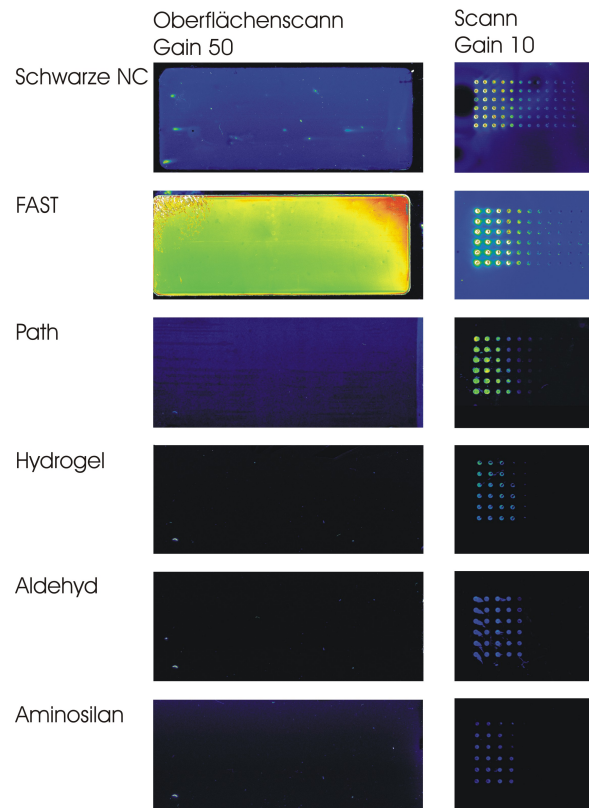 Oberflächenscann
Gain 50
Scann
Gain 10
Schwarze NC
FAST
Path
Hydrogel
Aldehyd
Aminosilan